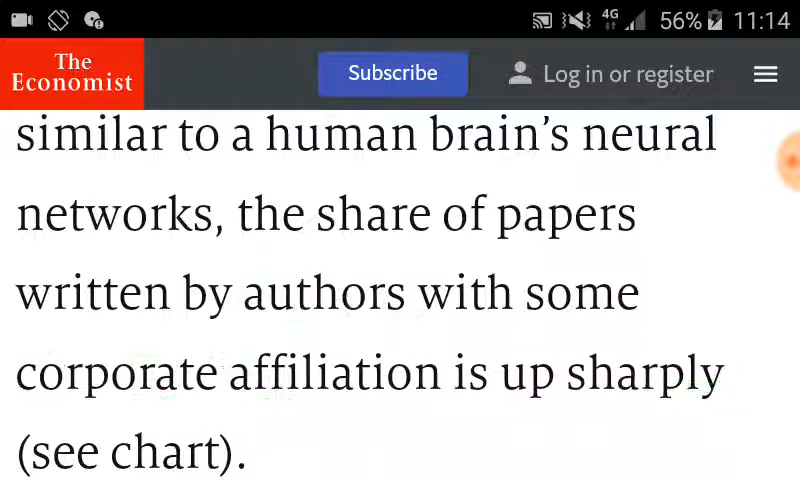 4G 56% 11:14
The Economist Subscribe Log in or register
similar to a human brain’s neural
networks, the share of papers
written by authors with some
corporate affiliation is up sharply
(see chart).